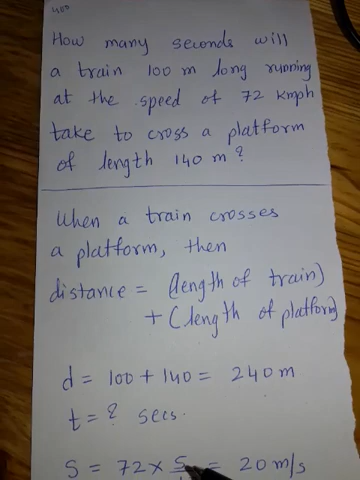 400
How many seconds will
a train 100 m long running
at the speed of 72 kmph
take to cross a platform
of length 140 m?
When a train crosses
a platform, then
distance = (length of train)
+ (length of platform)
d = 100 + 140 = 240 m
t = ? secs.
S = 72 × 5 = 20 m/s